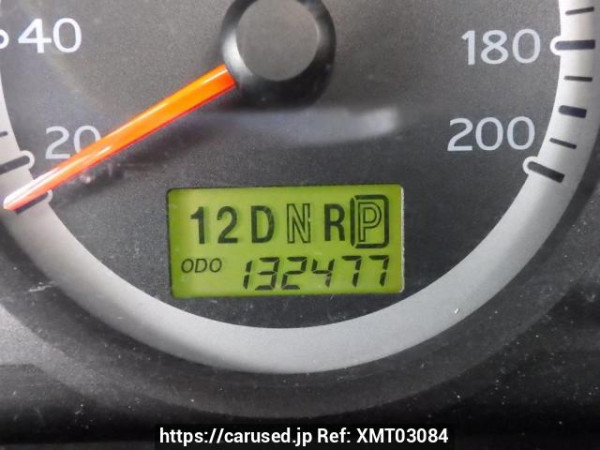 40 180
20 200
12DNRP
ODO 132477
https://carused.jp Ref: XMT03084